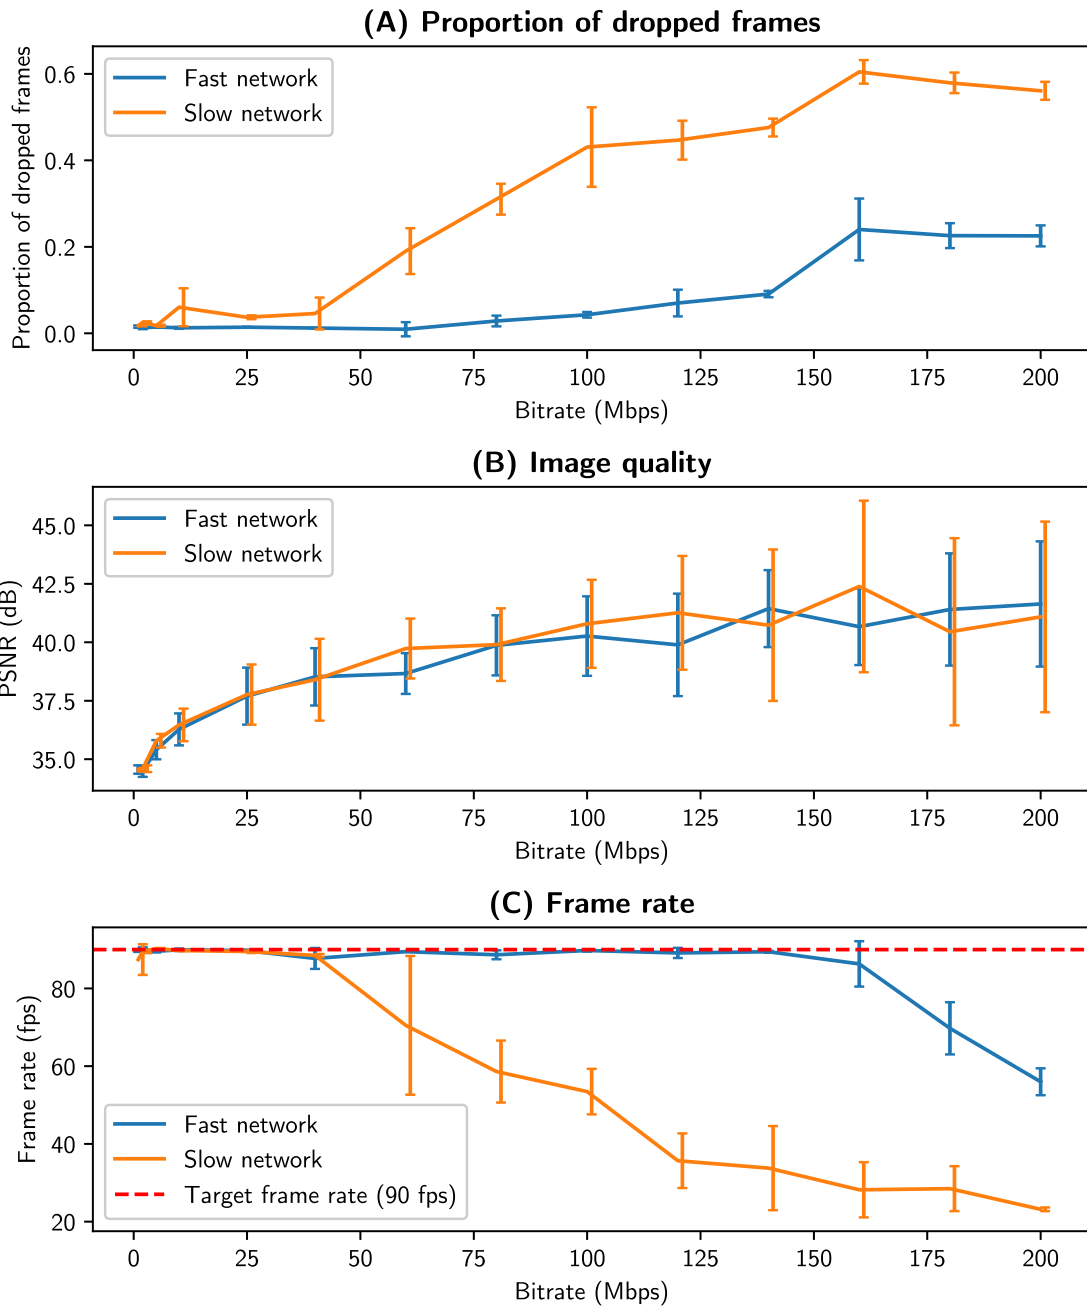 (A) Proportion of dropped frames
Proportion of dropped frames
0.6
0.4
0.2
0.0
Fast network
Slow network
0 25 50 75 100 125 150 175 200
Bitrate (Mbps)
(B) Image quality
PSNR (dB)
45.0
42.5
40.0
37.5
35.0
Fast network
Slow network
0 25 50 75 100 125 150 175 200
Bitrate (Mbps)
(C) Frame rate
Frame rate (fps)
80
60
40
20
Fast network
Slow network
Target frame rate (90 fps)
0 25 50 75 100 125 150 175 200
Bitrate (Mbps)